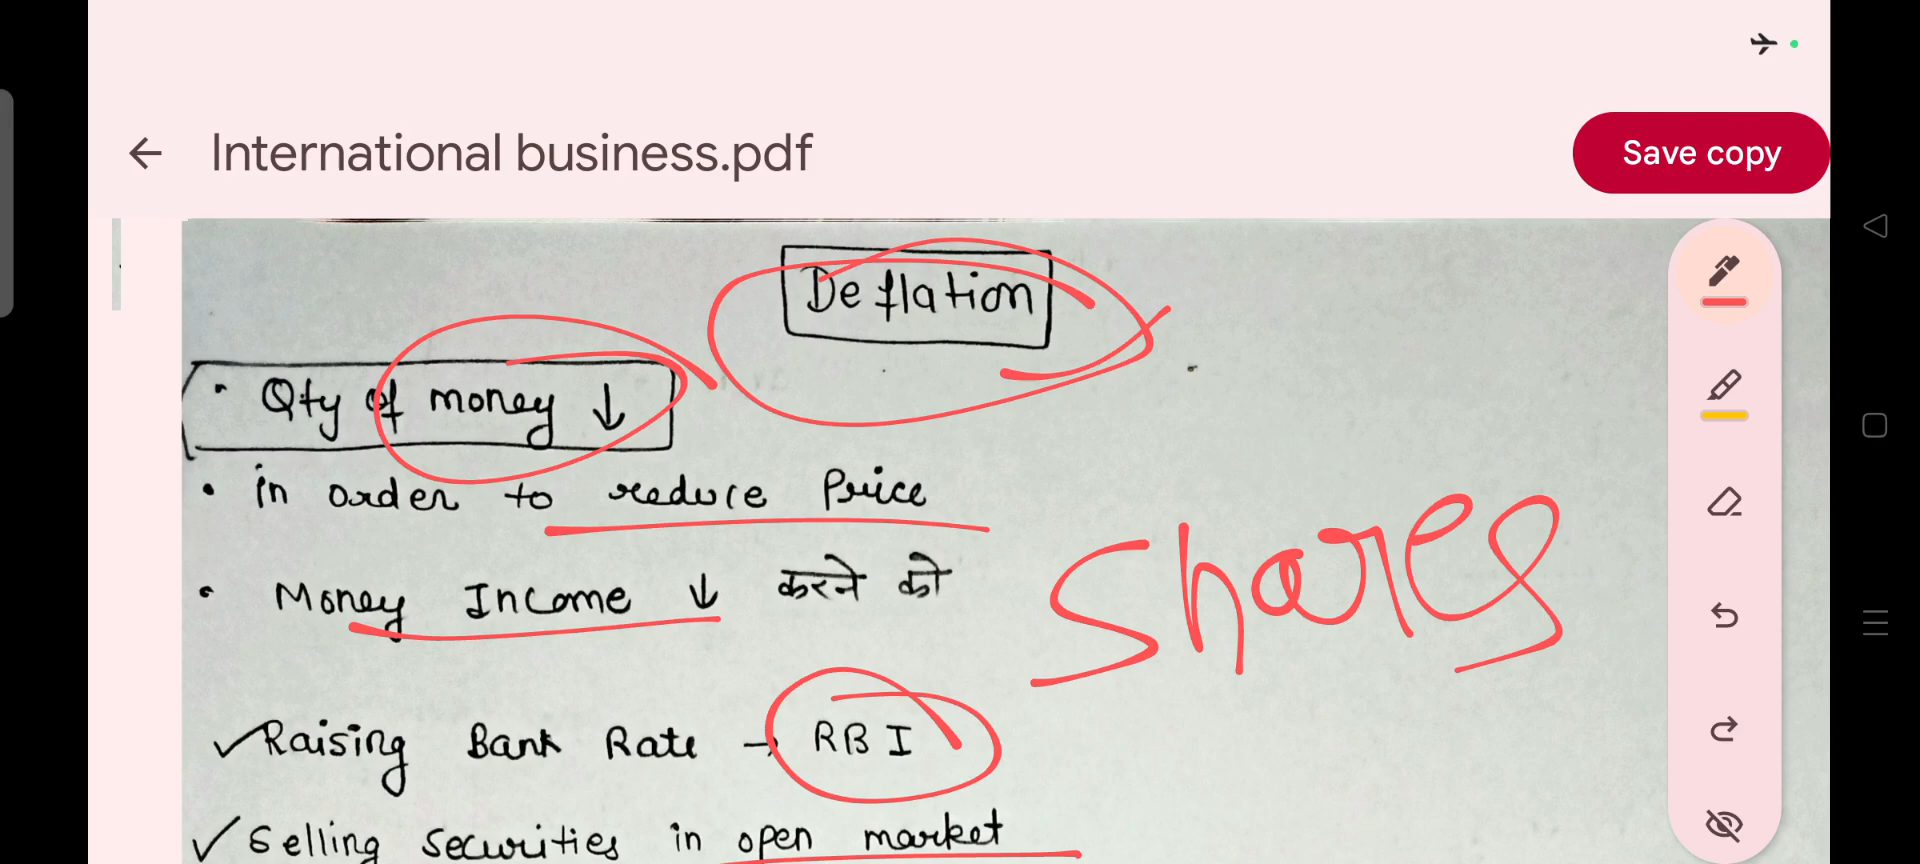 International business.pdf
Save copy
Deflation
• Qty of money ↓
• in order to reduce Price
• Money Income ↓ करने को
shares
✓ Raising Bank Rate → RBI
✓ Selling securities in open market